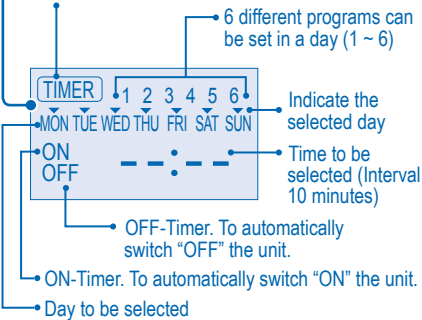 6 different programs can
be set in a day (1 ~ 6)
TIMER 1 2 3 4 5 6
MON TUE WED THU FRI SAT SUN
Indicate the
selected day
ON
OFF
--:--
Time to be
selected (Interval
10 minutes)
OFF-Timer. To automatically
switch “OFF” the unit.
ON-Timer. To automatically switch “ON” the unit.
Day to be selected